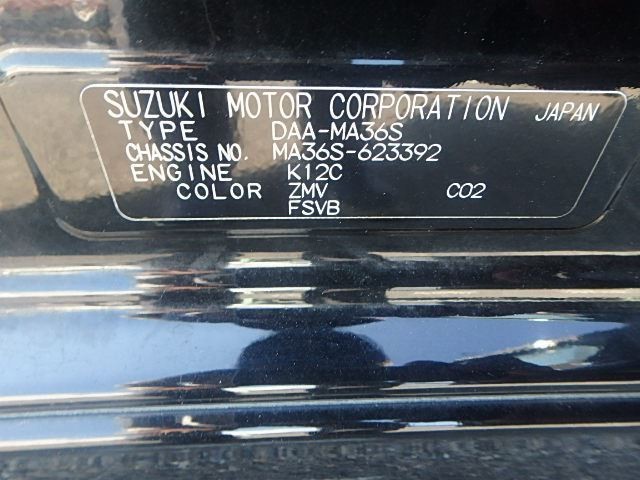 SUZUKI MOTOR CORPORATION JAPAN
TYPE DAA-MA36S
CHASSIS NO. MA36S-623392
ENGINE K12C
COLOR ZMV C02
FSVB